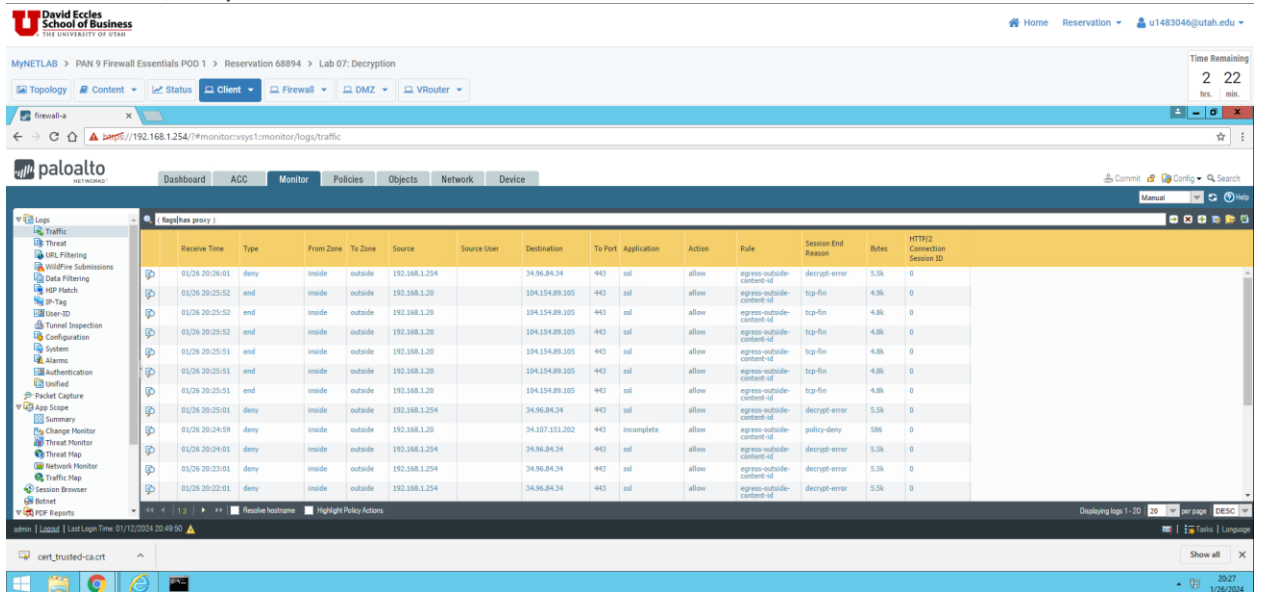 David Eccles
School of Business
THE UNIVERSITY OF UTAH
Home Reservation u1483046@utah.edu
MyNETLAB > PAN 9 Firewall Essentials POD 1 > Reservation 68894 > Lab 07: Decryption
Time Remaining
2 22
hrs. min.
Topology Content Status Client Firewall DMZ VRouter
firewall-a
https://192.168.1.254/?#monitor:vsys1:monitor/logs/traffic
paloalto
NETWORKS
Dashboard ACC Monitor Policies Objects Network Device
Commit Config Search
Manual Help
Logs
Traffic
Threat
URL Filtering
WildFire Submissions
Data Filtering
HIP Match
IP-Tag
User-ID
Tunnel Inspection
Configuration
System
Alarms
Authentication
Unified
Packet Capture
App Scope
Summary
Change Monitor
Threat Monitor
Threat Map
Network Monitor
Traffic Map
Session Browser
Botnet
PDF Reports
( flags has proxy )
Receive Time Type From Zone To Zone Source Source User Destination To Port Application Action Rule Session End Reason Bytes HTTP/2 Connection Session ID
01/26 20:26:01 deny inside outside 192.168.1.254 34.96.84.34 443 ssl allow egress-outside-content-id decrypt-error 5.5k 0
01/26 20:25:52 end inside outside 192.168.1.20 104.154.89.105 443 ssl allow egress-outside-content-id tcp-fin 4.9k 0
01/26 20:25:52 end inside outside 192.168.1.20 104.154.89.105 443 ssl allow egress-outside-content-id tcp-fin 4.8k 0
01/26 20:25:52 end inside outside 192.168.1.20 104.154.89.105 443 ssl allow egress-outside-content-id tcp-fin 4.8k 0
01/26 20:25:51 end inside outside 192.168.1.20 104.154.89.105 443 ssl allow egress-outside-content-id tcp-fin 4.8k 0
01/26 20:25:51 end inside outside 192.168.1.20 104.154.89.105 443 ssl allow egress-outside-content-id tcp-fin 4.8k 0
01/26 20:25:51 end inside outside 192.168.1.20 104.154.89.105 443 ssl allow egress-outside-content-id tcp-fin 4.8k 0
01/26 20:25:01 deny inside outside 192.168.1.254 34.96.84.34 443 ssl allow egress-outside-content-id decrypt-error 5.5k 0
01/26 20:24:59 deny inside outside 192.168.1.20 34.107.151.202 443 incomplete allow egress-outside-content-id policy-deny 586 0
01/26 20:24:01 deny inside outside 192.168.1.254 34.96.84.34 443 ssl allow egress-outside-content-id decrypt-error 5.5k 0
01/26 20:23:01 deny inside outside 192.168.1.254 34.96.84.34 443 ssl allow egress-outside-content-id decrypt-error 5.5k 0
01/26 20:22:01 deny inside outside 192.168.1.254 34.96.84.34 443 ssl allow egress-outside-content-id decrypt-error 5.5k 0
1 2 Resolve hostname Highlight Policy Actions Displaying logs 1 - 20 20 per page DESC
admin | Logout | Last Login Time: 01/12/2024 20:49:50 Tasks | Language
cert_trusted-ca.crt Show all
20:27
1/26/2024